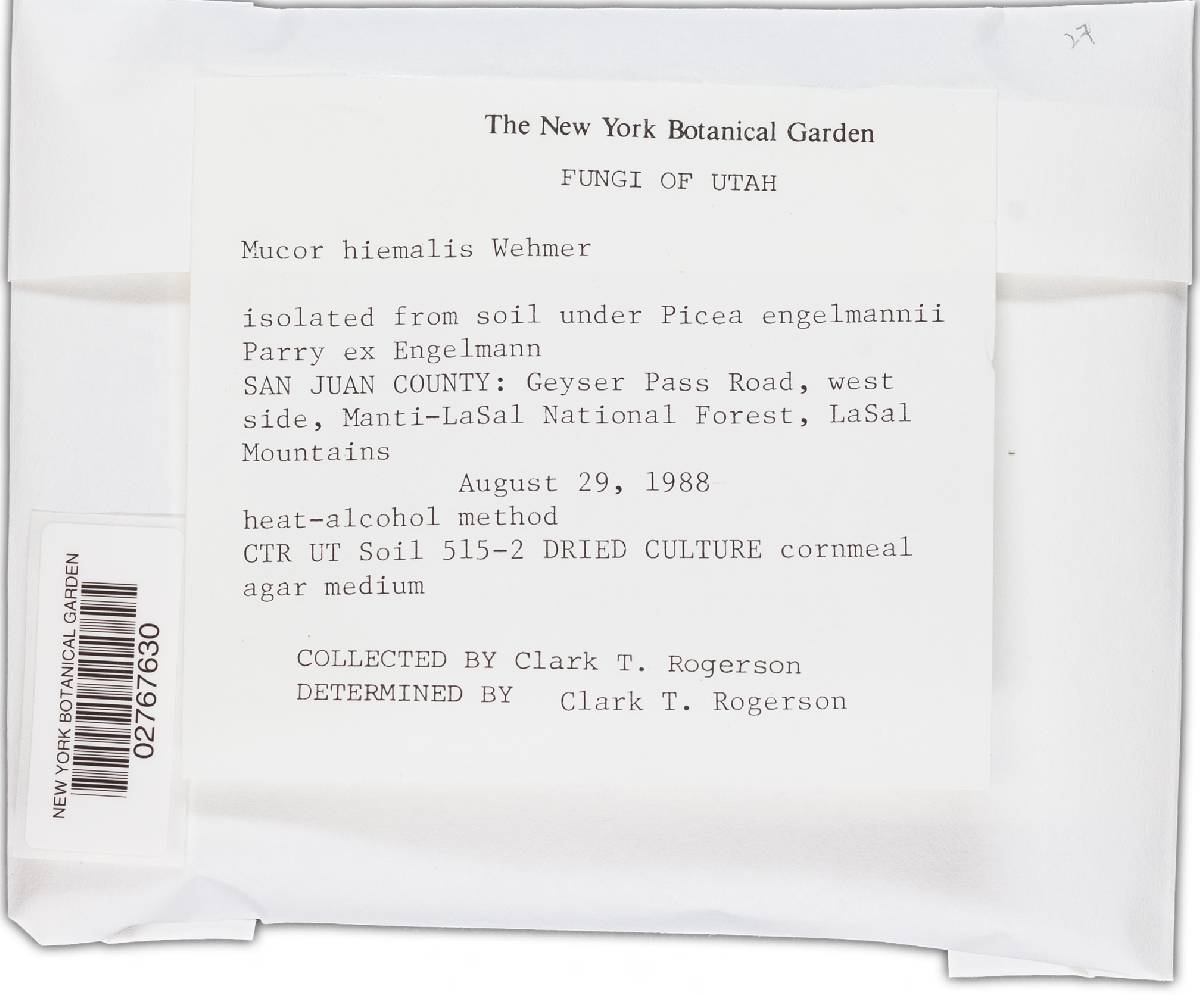 27
The New York Botanical Garden
FUNGI OF UTAH
Mucor hiemalis Wehmer
isolated from soil under Picea engelmannii
Parry ex Engelmann
SAN JUAN COUNTY: Geyser Pass Road, west
side, Manti-LaSal National Forest, LaSal
Mountains
August 29, 1988
heat-alcohol method
CTR UT Soil 515-2 DRIED CULTURE cornmeal
agar medium
COLLECTED BY Clark T. Rogerson
DETERMINED BY Clark T. Rogerson
NEW YORK BOTANICAL GARDEN
02767630